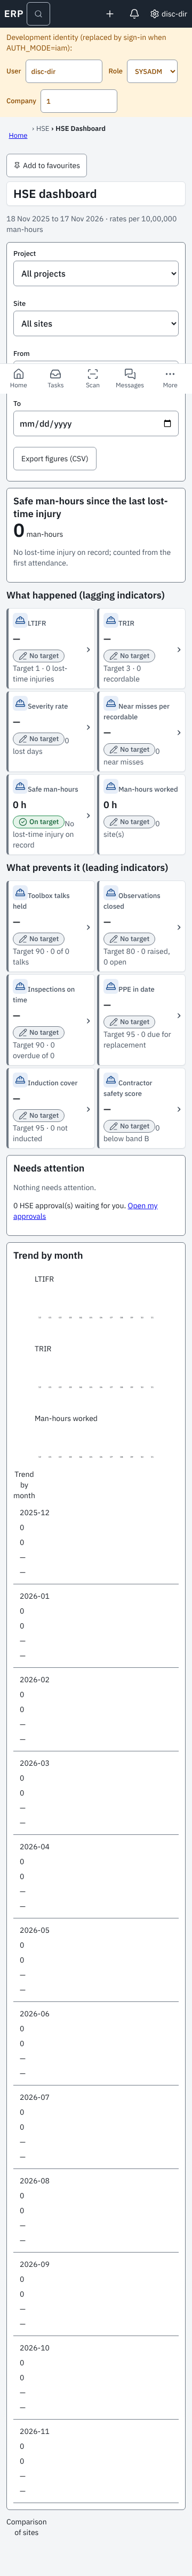 ERP
disc-dir
Development identity (replaced by sign-in when
AUTH_MODE=iam):
User disc-dir Role SYSADM
Company 1
Home › HSE › HSE Dashboard
Add to favourites
HSE dashboard
18 Nov 2025 to 17 Nov 2026 · rates per 10,00,000
man-hours
Project
All projects
Site
All sites
From
Home Tasks Scan Messages More
To
mm/dd/yyyy
Export figures (CSV)
Safe man-hours since the last lost-
time injury
0 man-hours
No lost-time injury on record; counted from the
first attendance.
What happened (lagging indicators)
LTIFR
—
No target
Target 1 · 0 lost-
time injuries
TRIR
—
No target
Target 3 · 0
recordable
Severity rate
—
No target 0
lost days
Near misses per
recordable
—
No target 0
near misses
Safe man-hours
0 h
On target No
lost-time injury on
record
Man-hours worked
0 h
No target 0
site(s)
What prevents it (leading indicators)
Toolbox talks
held
—
No target
Target 90 · 0 of 0
talks
Observations
closed
—
No target
Target 80 · 0 raised,
0 open
Inspections on
time
—
No target
Target 90 · 0
overdue of 0
PPE in date
—
No target
Target 95 · 0 due for
replacement
Induction cover
—
No target
Target 95 · 0 not
inducted
Contractor
safety score
—
No target 0
below band B
Needs attention
Nothing needs attention.
0 HSE approval(s) waiting for you. Open my
approvals
Trend by month
LTIFR
TRIR
Man-hours worked
Trend
by
month
2025-12
0
0
—
—
2026-01
0
0
—
—
2026-02
0
0
—
—
2026-03
0
0
—
—
2026-04
0
0
—
—
2026-05
0
0
—
—
2026-06
0
0
—
—
2026-07
0
0
—
—
2026-08
0
0
—
—
2026-09
0
0
—
—
2026-10
0
0
—
—
2026-11
0
0
—
—
Comparison
of sites